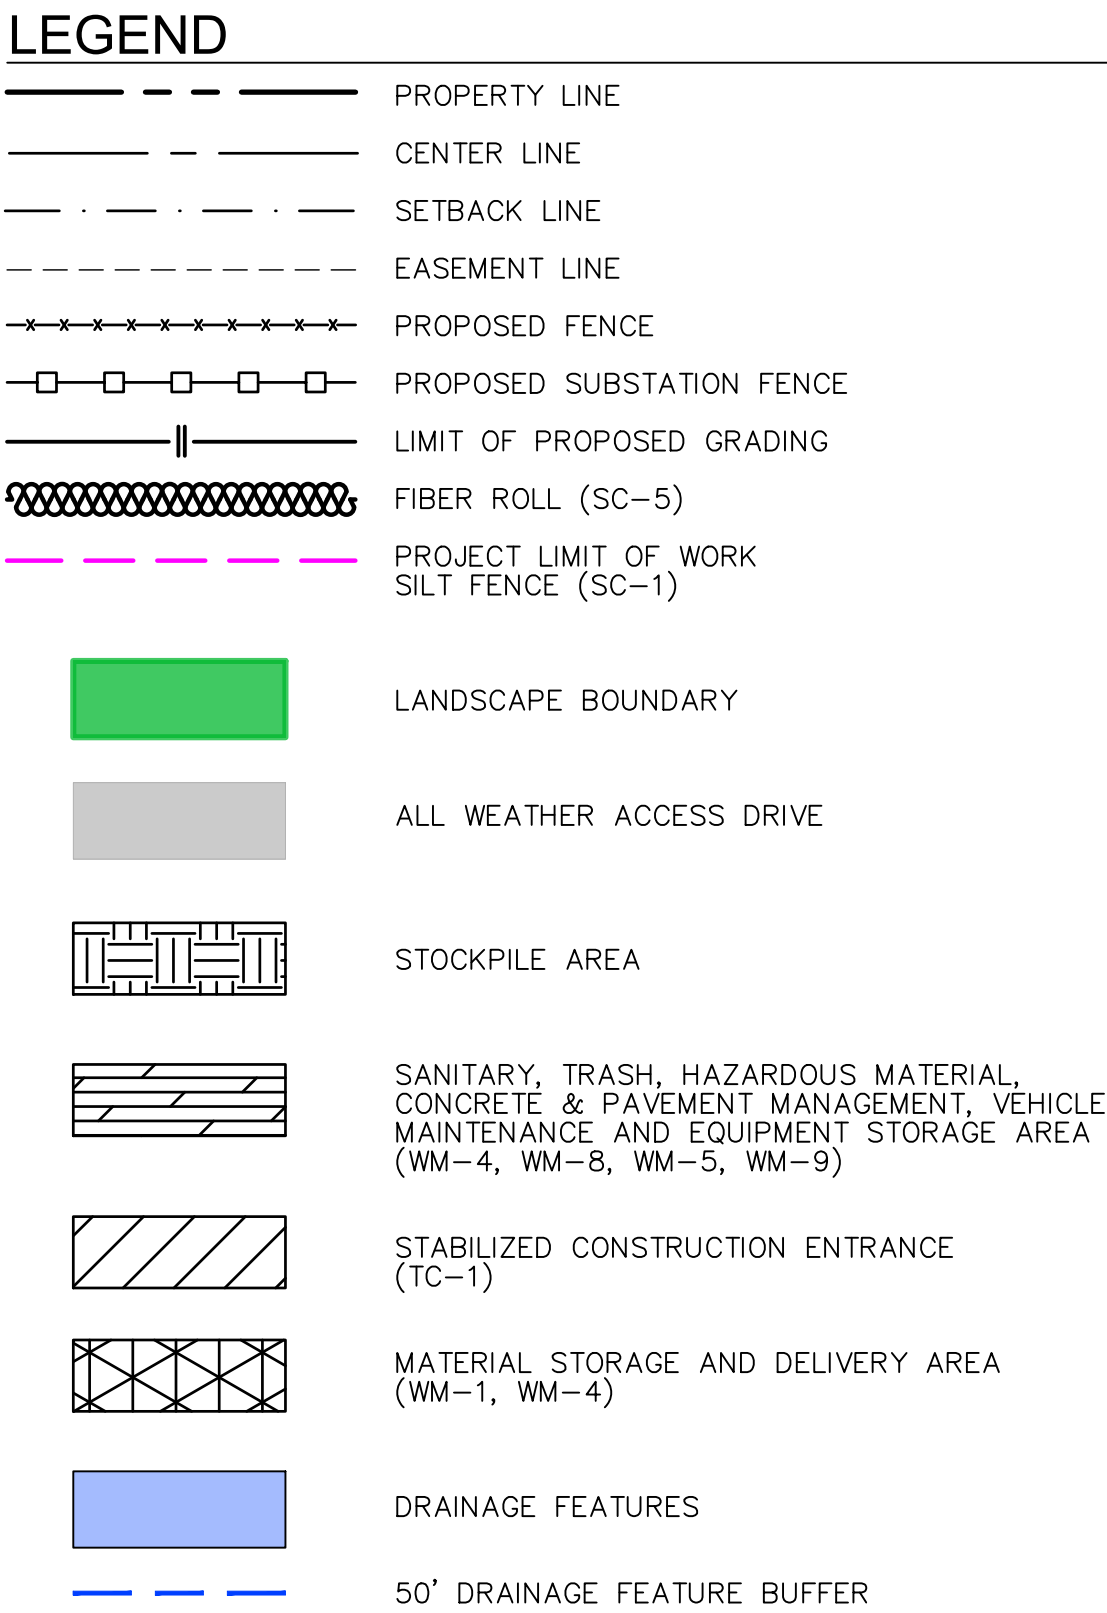 LEGEND
PROPERTY LINE
CENTER LINE
SETBACK LINE
EASEMENT LINE
PROPOSED FENCE
PROPOSED SUBSTATION FENCE
LIMIT OF PROPOSED GRADING
FIBER ROLL (SC-5)
PROJECT LIMIT OF WORK
SILT FENCE (SC-1)
LANDSCAPE BOUNDARY
ALL WEATHER ACCESS DRIVE
STOCKPILE AREA
SANITARY, TRASH, HAZARDOUS MATERIAL,
CONCRETE & PAVEMENT MANAGEMENT, VEHICLE
MAINTENANCE AND EQUIPMENT STORAGE AREA
(WM-4, WM-8, WM-5, WM-9)
STABILIZED CONSTRUCTION ENTRANCE
(TC-1)
MATERIAL STORAGE AND DELIVERY AREA
(WM-1, WM-4)
DRAINAGE FEATURES
50' DRAINAGE FEATURE BUFFER